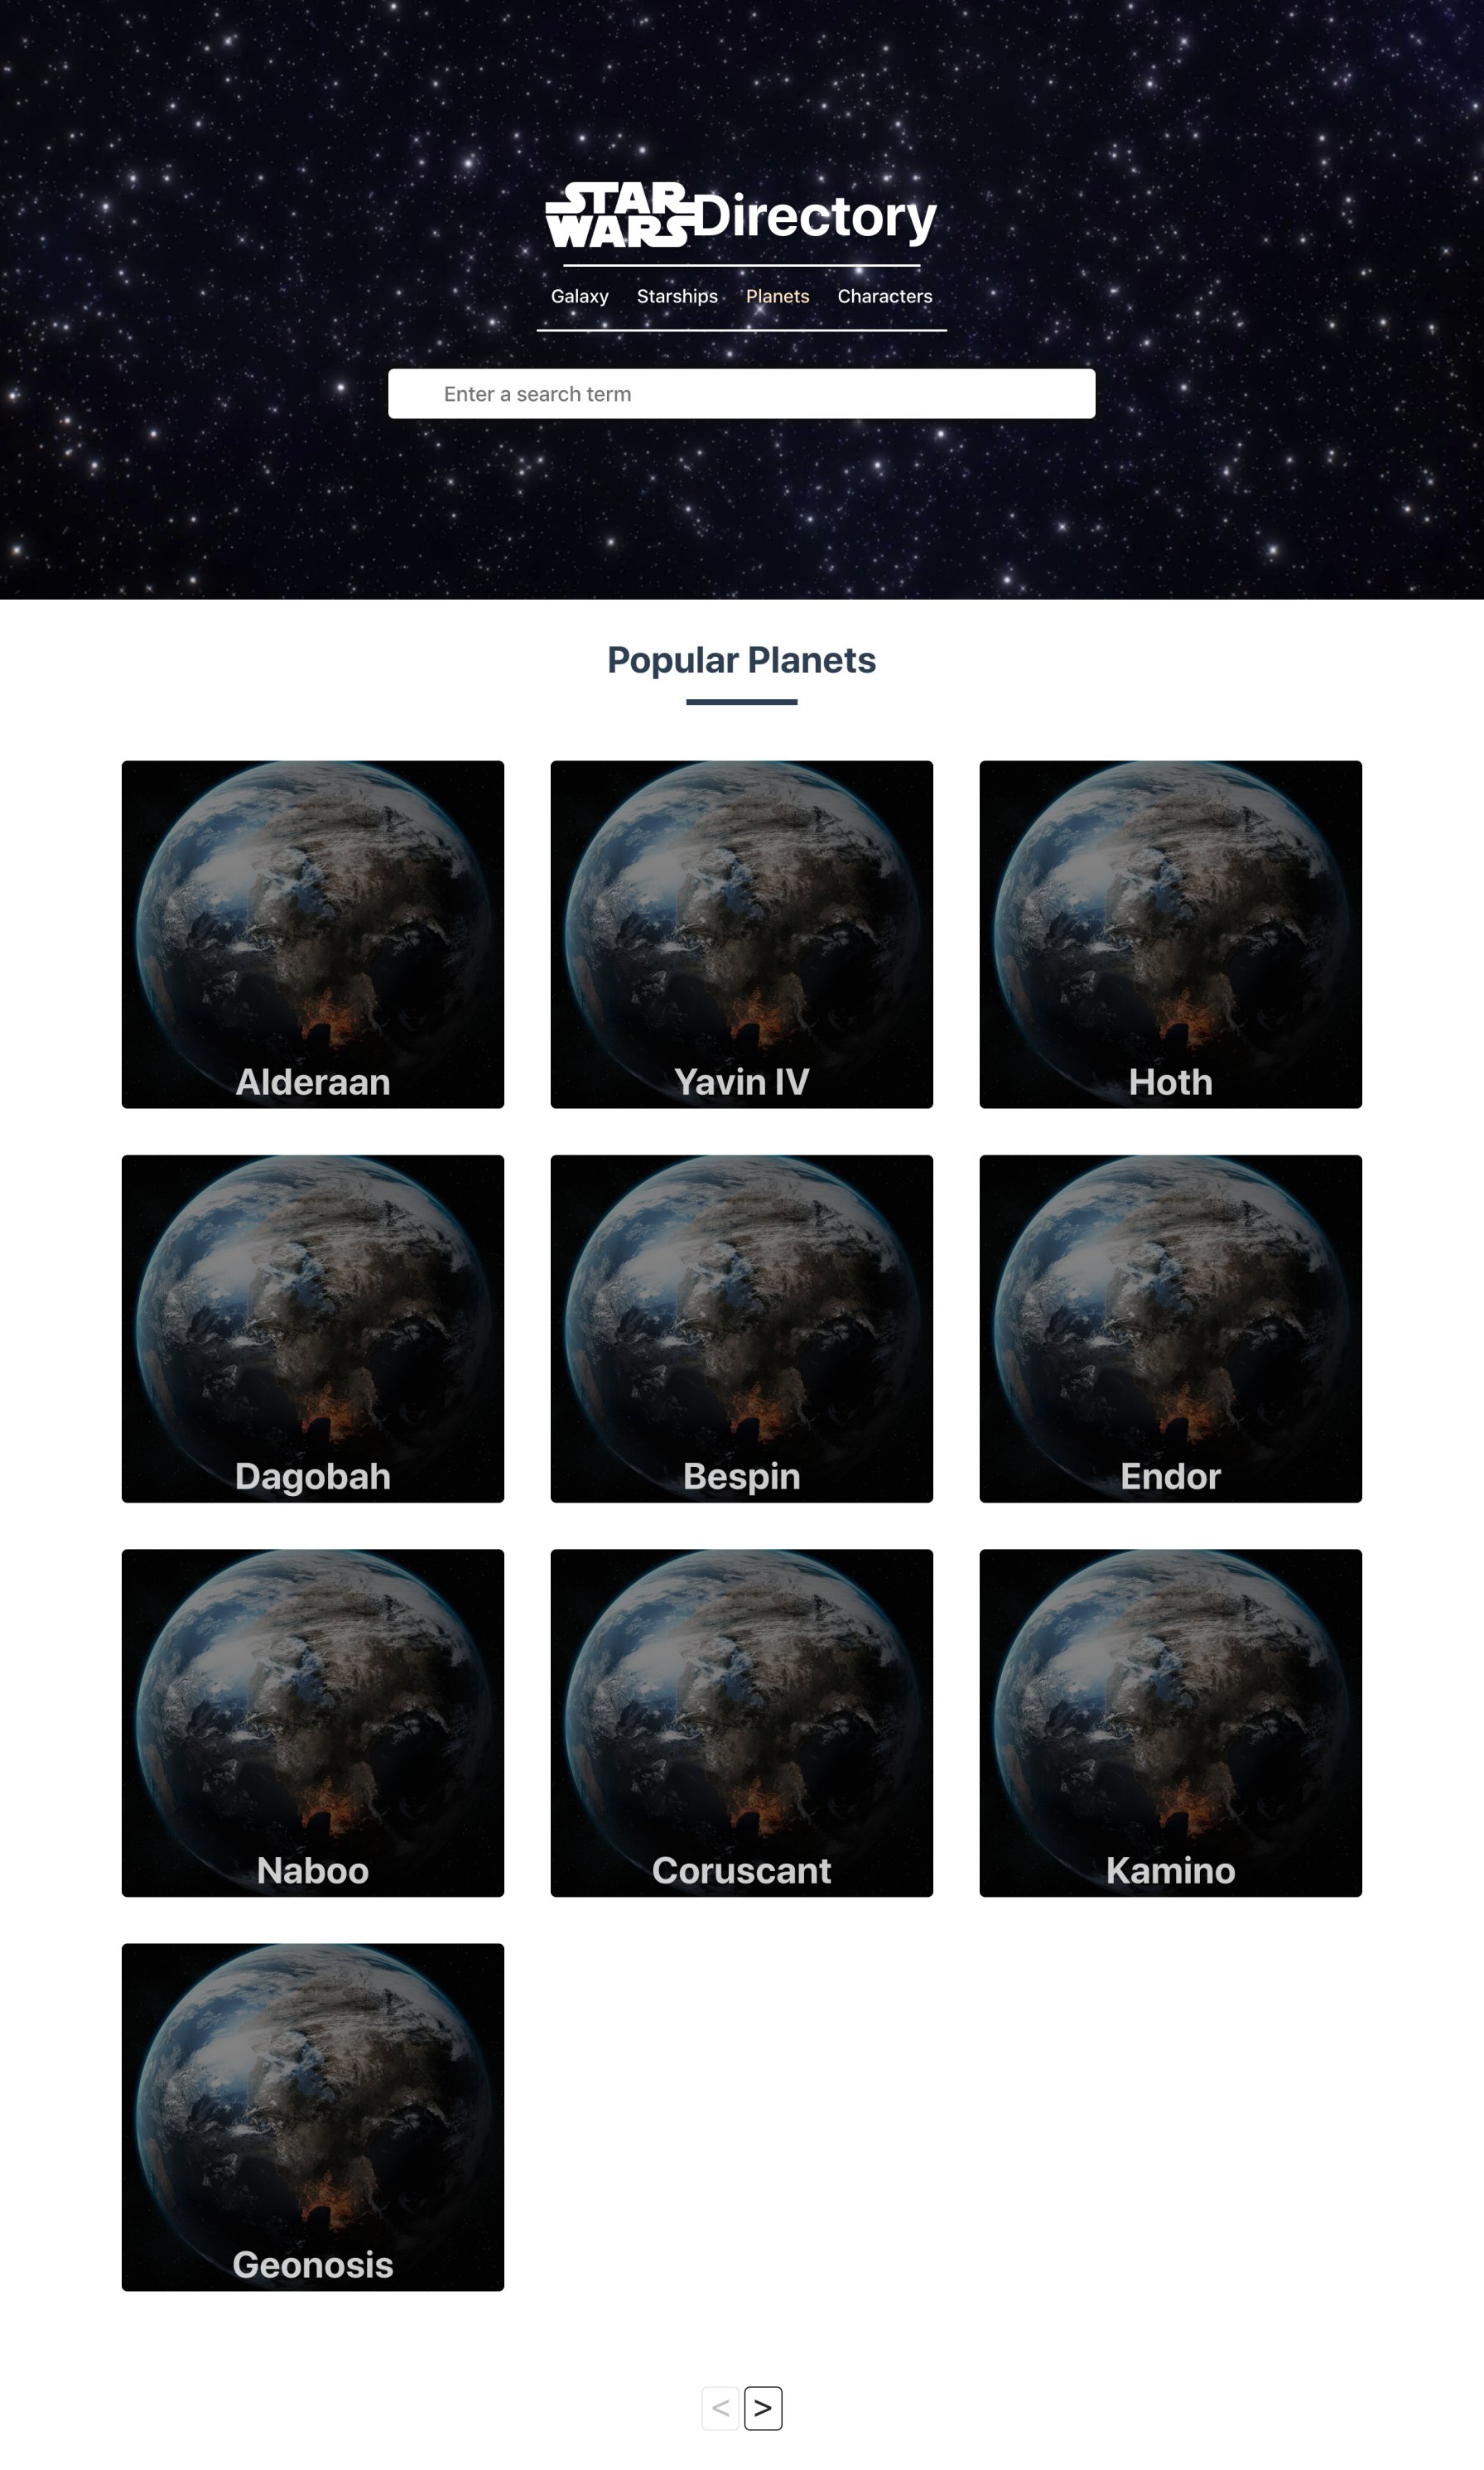 STAR
WARS Directory
Galaxy Starships Planets Characters
Enter a search term
Popular Planets
Alderaan Yavin IV Hoth
Dagobah Bespin Endor
Naboo Coruscant Kamino
Geonosis
< >